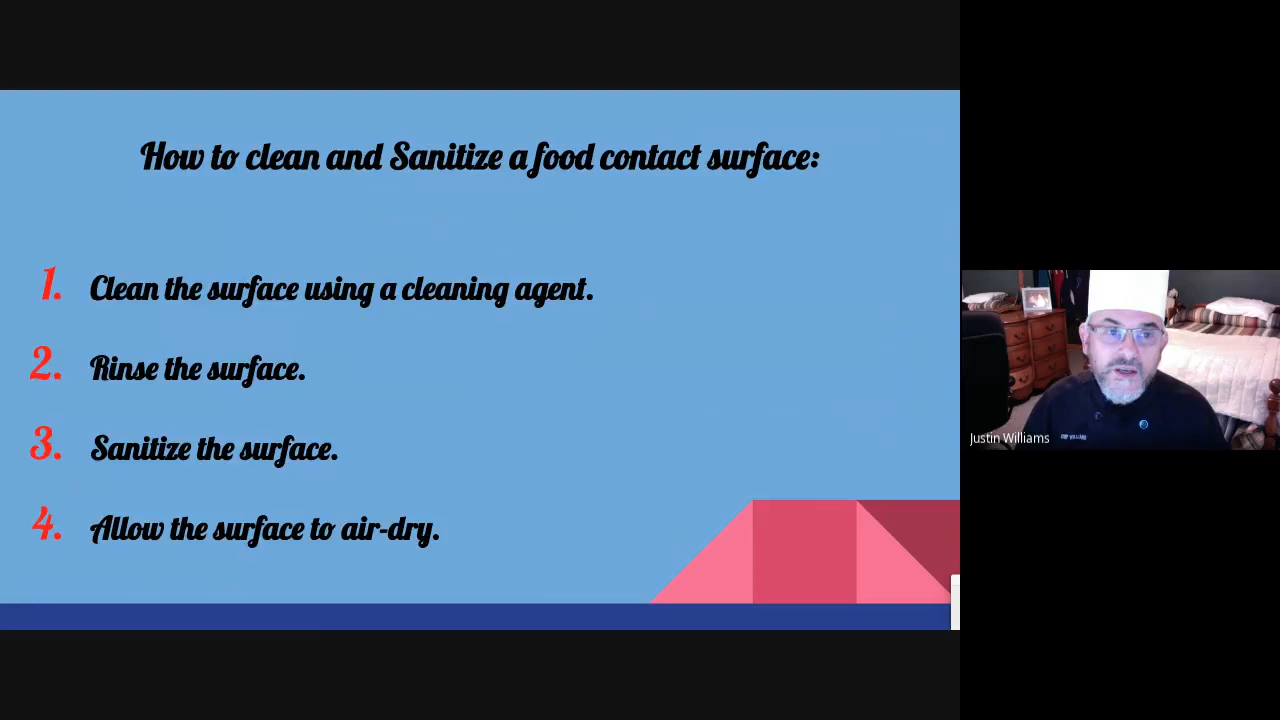 How to clean and Sanitize a food contact surface:
1. Clean the surface using a cleaning agent.
2. Rinse the surface.
3. Sanitize the surface.
4. Allow the surface to air-dry.
Justin Williams